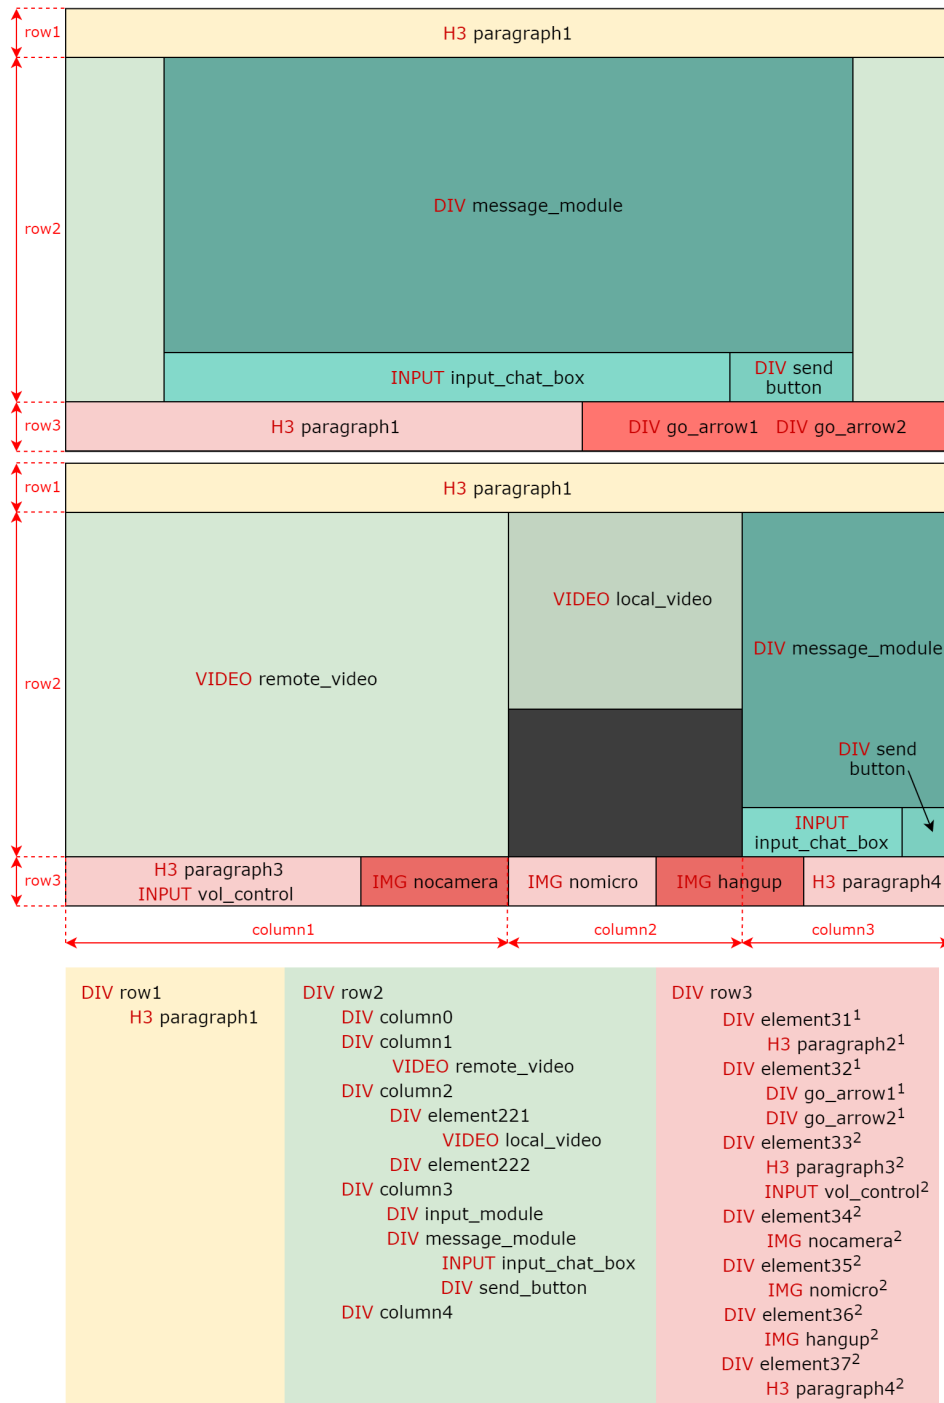 row1
H3 paragraph1
row2
DIV message_module
INPUT input_chat_box
DIV send
button
row3
H3 paragraph1
DIV go_arrow1 DIV go_arrow2
row1
H3 paragraph1
row2
VIDEO remote_video
VIDEO local_video
DIV message_module
DIV send
button
INPUT
input_chat_box
row3
H3 paragraph3
INPUT vol_control
IMG nocamera
IMG nomicro
IMG hangup
H3 paragraph4
column1
column2
column3
DIV row1
H3 paragraph1
DIV row2
DIV column0
DIV column1
VIDEO remote_video
DIV column2
DIV element221
VIDEO local_video
DIV element222
DIV column3
DIV input_module
DIV message_module
INPUT input_chat_box
DIV send_button
DIV column4
DIV row3
DIV element31¹
H3 paragraph2¹
DIV element32¹
DIV go_arrow1¹
DIV go_arrow2¹
DIV element33²
H3 paragraph3²
INPUT vol_control²
DIV element34²
IMG nocamera²
DIV element35²
IMG nomicro²
DIV element36²
IMG hangup²
DIV element37²
H3 paragraph4²